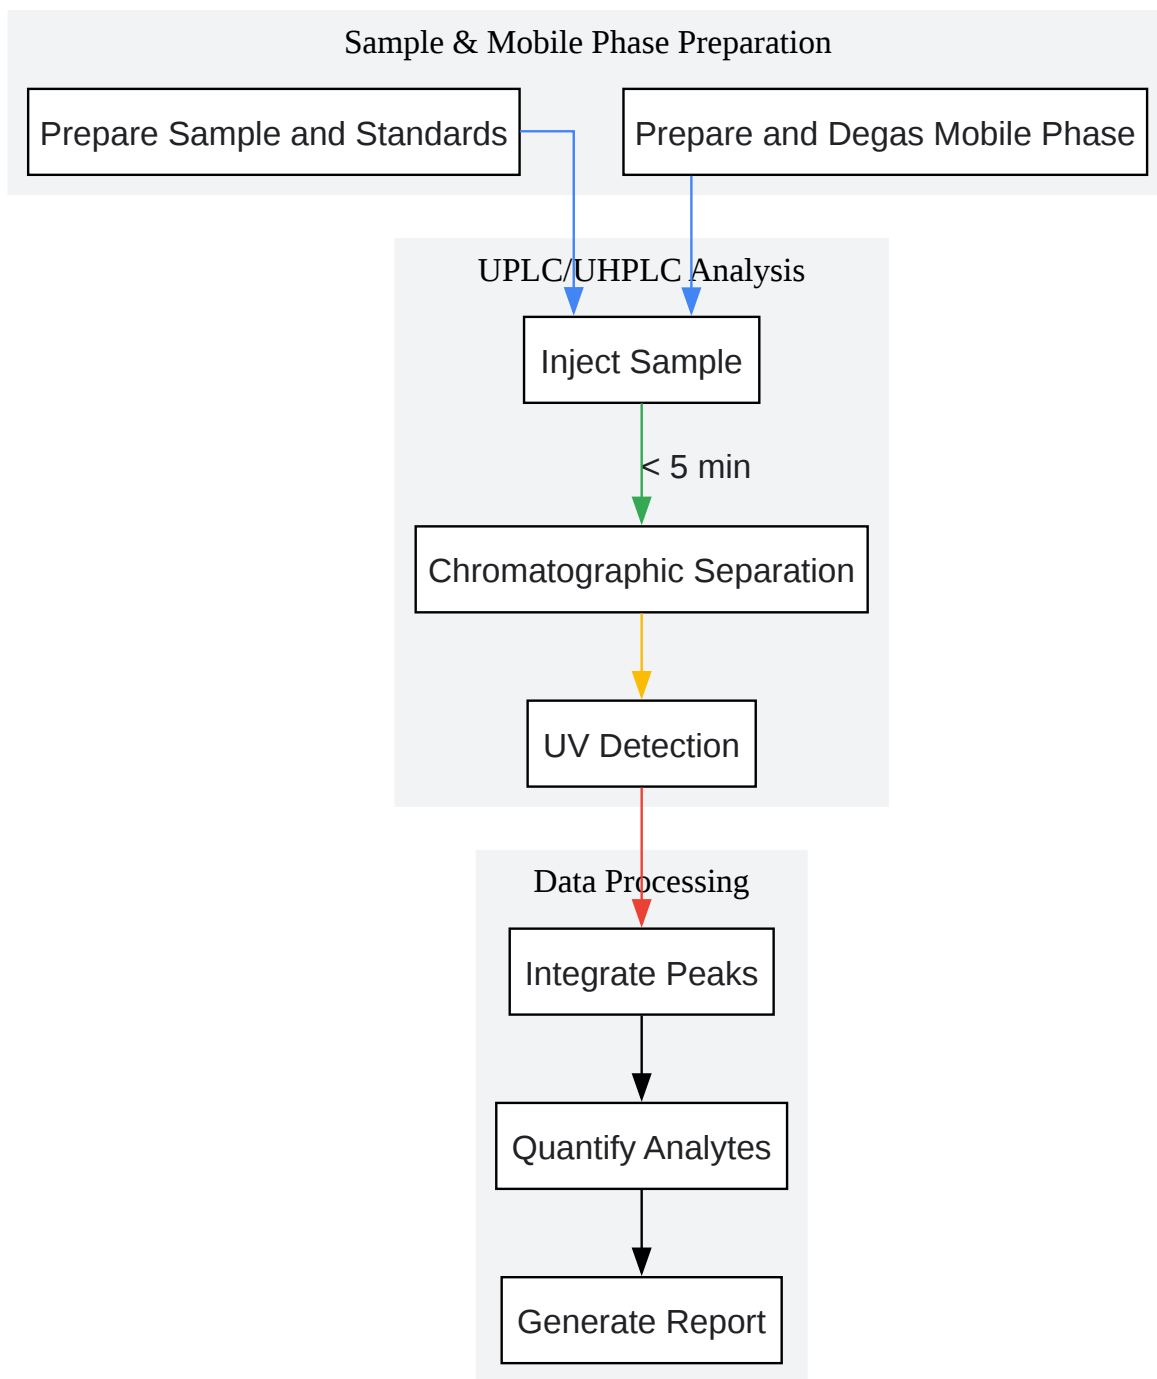 Sample & Mobile Phase Preparation
Prepare Sample and Standards
Prepare and Degas Mobile Phase
UPLC/UHPLC Analysis
Inject Sample
< 5 min
Chromatographic Separation
UV Detection
Data Processing
Integrate Peaks
Quantify Analytes
Generate Report